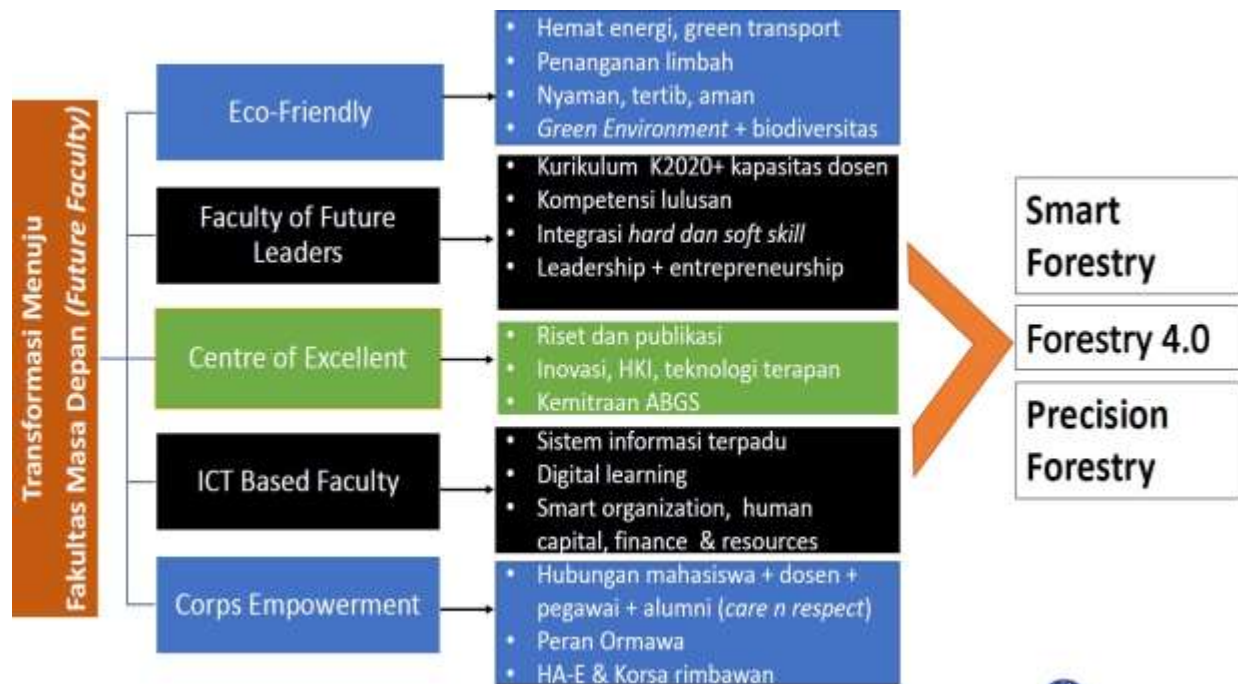 Transformasi Menuju
Fakultas Masa Depan (Future Faculty)
Eco-Friendly
• Hemat energi, green transport
• Penanganan limbah
• Nyaman, tertib, aman
• Green Environment + biodiversitas
Faculty of Future
Leaders
• Kurikulum K2020+ kapasitas dosen
• Kompetensi lulusan
• Integrasi hard dan soft skill
• Leadership + entrepreneurship
Centre of Excellent
• Riset dan publikasi
• Inovasi, HKI, teknologi terapan
• Kemitraan ABGS
ICT Based Faculty
• Sistem informasi terpadu
• Digital learning
• Smart organization, human
capital, finance & resources
Corps Empowerment
• Hubungan mahasiswa + dosen +
pegawai + alumni (care n respect)
• Peran Ormawa
• HA-E & Korsa rimbawan
Smart
Forestry
Forestry 4.0
Precision
Forestry